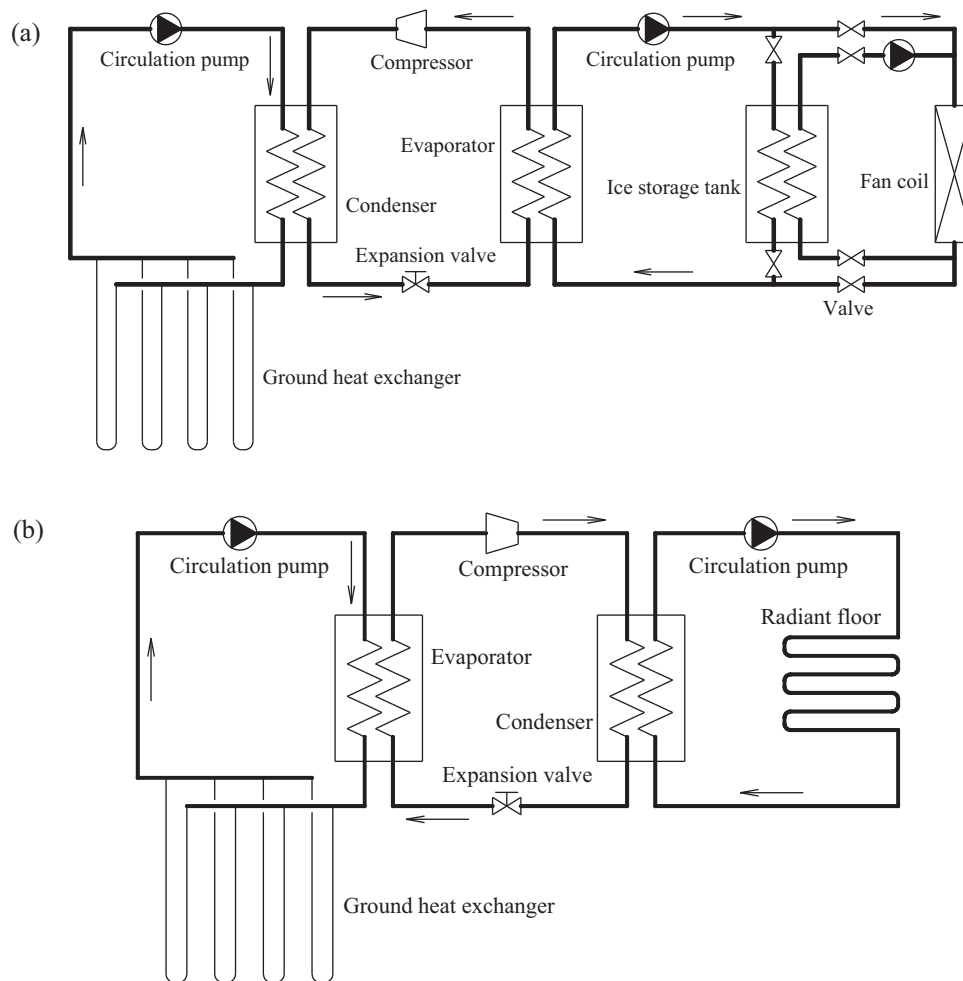 (a)
Circulation pump
Compressor
Circulation pump
Evaporator
Ice storage tank
Fan coil
Condenser
Expansion valve
Valve
Ground heat exchanger
(b)
Circulation pump
Compressor
Circulation pump
Radiant floor
Evaporator
Condenser
Expansion valve
Ground heat exchanger